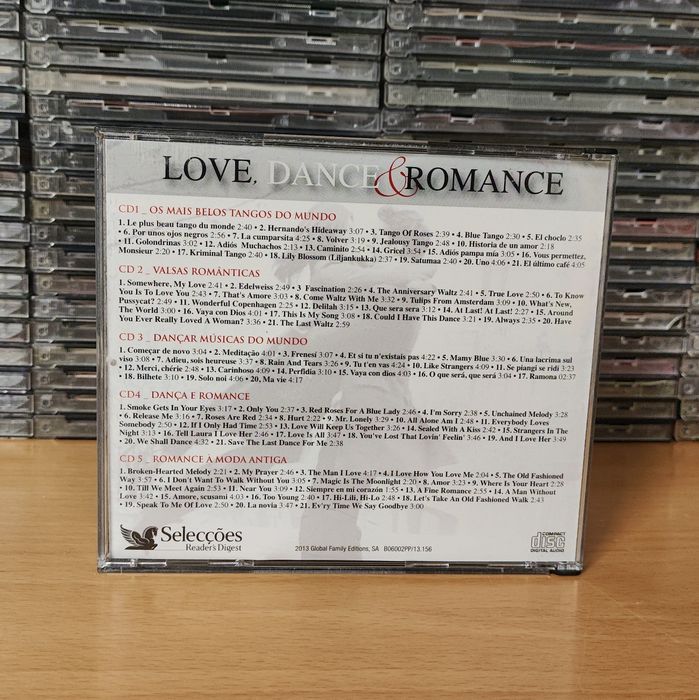 LOVE, DANCE & ROMANCE
CD1 _ OS MAIS BELOS TANGOS DO MUNDO
1. Le plus beau tango du monde 2:40 • 2. Hernando's Hideaway 3:07 • 3. Tango Of Roses 2:39 • 4. Blue Tango 2:30 • 5. El choclo 2:35
• 6. Por unos ojos negros 2:56 • 7. La cumparsita 4:25 • 8. Volver 3:19 • 9. Jealousy Tango 2:48 • 10. Historia de un amor 2:18
• 11. Golondrinas 3:02 • 12. Adiós Muchachos 2:13 • 13. Caminito 2:54 • 14. Gricel 3:54 • 15. Adiós pampa mía 3:05 • 16. Vous permettez,
Monsieur 2:20 • 17. Kriminal Tango 2:40 • 18. Lily Blossom (Liljankukka) 2:37 • 19. Satumaa 2:40 • 20. Uno 4:06 • 21. El último café 4:05
CD 2 _ VALSAS ROMÂNTICAS
1. Somewhere, My Love 2:41 • 2. Edelweiss 2:49 • 3 Fascination 2:26 • 4. The Anniversary Waltz 2:41 • 5. True Love 2:50 • 6. To Know
You Is To Love You 2:43 • 7. That's Amore 3:03 • 8. Come Waltz With Me 3:32 • 9. Tulips From Amsterdam 3:09 • 10. What's New,
Pussycat? 2:49 • 11. Wonderful Copenhagen 2:25 • 12. Delilah 3:15 • 13. Que sera sera 3:12 • 14. At Last! At Last! 2:27 • 15. Around
The World 3:00 • 16. Vaya con Dios 4:01 • 17. This Is My Song 3:08 • 18. Could I Have This Dance 3:21 • 19. Always 2:35 • 20. Have
You Ever Really Loved A Woman? 3:36 • 21. The Last Waltz 2:59
CD 3 _ DANÇAR MÚSICAS DO MUNDO
1. Começar de novo 3:04 • 2. Meditação 4:01 • 3. Frenesí 3:07 • 4. Et si tu n'existais pas 4:22 • 5. Mamy Blue 3:30 • 6. Una lacrima sul
viso 3:08 • 7. Adieu, sois heureuse 3:37 • 8. Rain And Tears 3:26 • 9. Tu t'en vas 4:24 • 10. Like Strangers 4:09 • 11. Se piangi se ridi 3:23
• 12. Merci, chérie 2:48 • 13. Carinhoso 4:09 • 14. Perfidia 3:10 • 15. Vaya con dios 4:03 • 16. O que será, que será 3:04 • 17. Ramona 02:37
• 18. Bilhete 3:10 • 19. Solo noi 4:06 • 20, Ma vie 4:17
CD4 _ DANÇA E ROMANCE
1. Smoke Gets In Your Eyes 3:17 • 2. Only You 2:37 • 3. Red Roses For A Blue Lady 2:46 • 4. I'm Sorry 2:38 • 5. Unchained Melody 3:28
• 6. Release Me 3:16 • 7. Roses Are Red 2:34 • 8. Hurt 2:22 • 9. Mr. Lonely 3:29 • 10. All Alone Am I 2:48 • 11. Everybody Loves
Somebody 2:50 • 12. If I Only Had Time 2:53 • 13. Love Will Keep Us Together 3:26 • 14. Sealed With A Kiss 2:42 • 15. Strangers In The
Night 3:13 • 16. Tell Laura I Love Her 2:46 • 17. Love Is All 3:47 • 18. You've Lost That Lovin' Feelin' 3:46 • 19. And I Love Her 3:49
• 20. We Shall Dance 4:32 • 21. Save The Last Dance For Me 2:38
CD 5 _ ROMANCE À MODA ANTIGA
1. Broken-Hearted Melody 2:21 • 2. My Prayer 2:46 • 3. The Man I Love 4:17 • 4. I Love How You Love Me 2:04 • 5. The Old Fashioned
Way 3:57 • 6. I Don't Want To Walk Without You 3:05 • 7. Magic Is The Moonlight 2:20 • 8. Amor 3:23 • 9. Where Is Your Heart 2:28
• 10. Till We Meet Again 2:53 • 11. Near You 3:09 • 12. Siempre en mi corazón 1:55 • 13. A Fine Romance 2:55 • 14. A Man Without
Love 3:42 • 15. Amore, scusami 4:03 • 16. Too Young 2:40 • 17. Hi-Lili, Hi-Lo 2:48 • 18. Let's Take An Old Fashioned Walk 2:43
• 19. Speak To Me Of Love 2:50 • 20. La novia 3:47 • 21. Ev'ry Time We Say Goodbye 3:00
Selecções
Reader's Digest
2013 Global Family Editions, SA B06002PP/13.156
COMPACT
disc
DIGITAL AUDIO